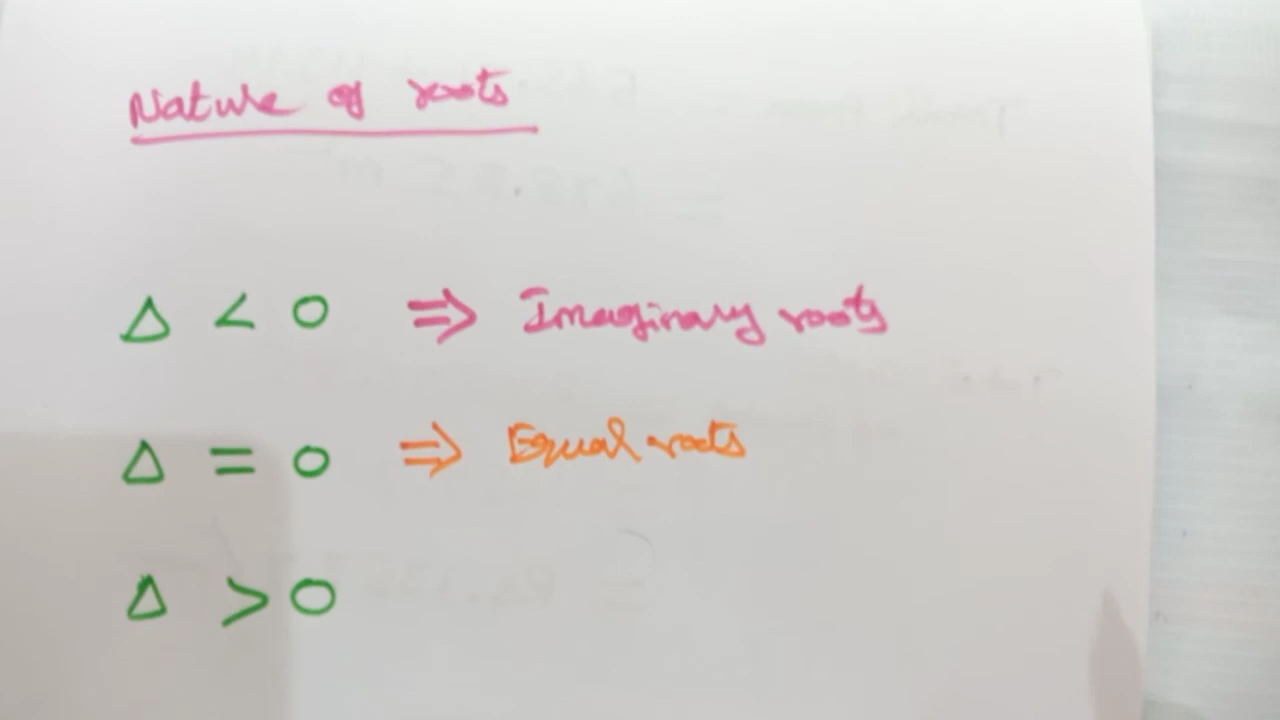 Nature of roots
Δ < 0 ⇒ Imaginary roots
Δ = 0 ⇒ Equal roots
Δ > 0